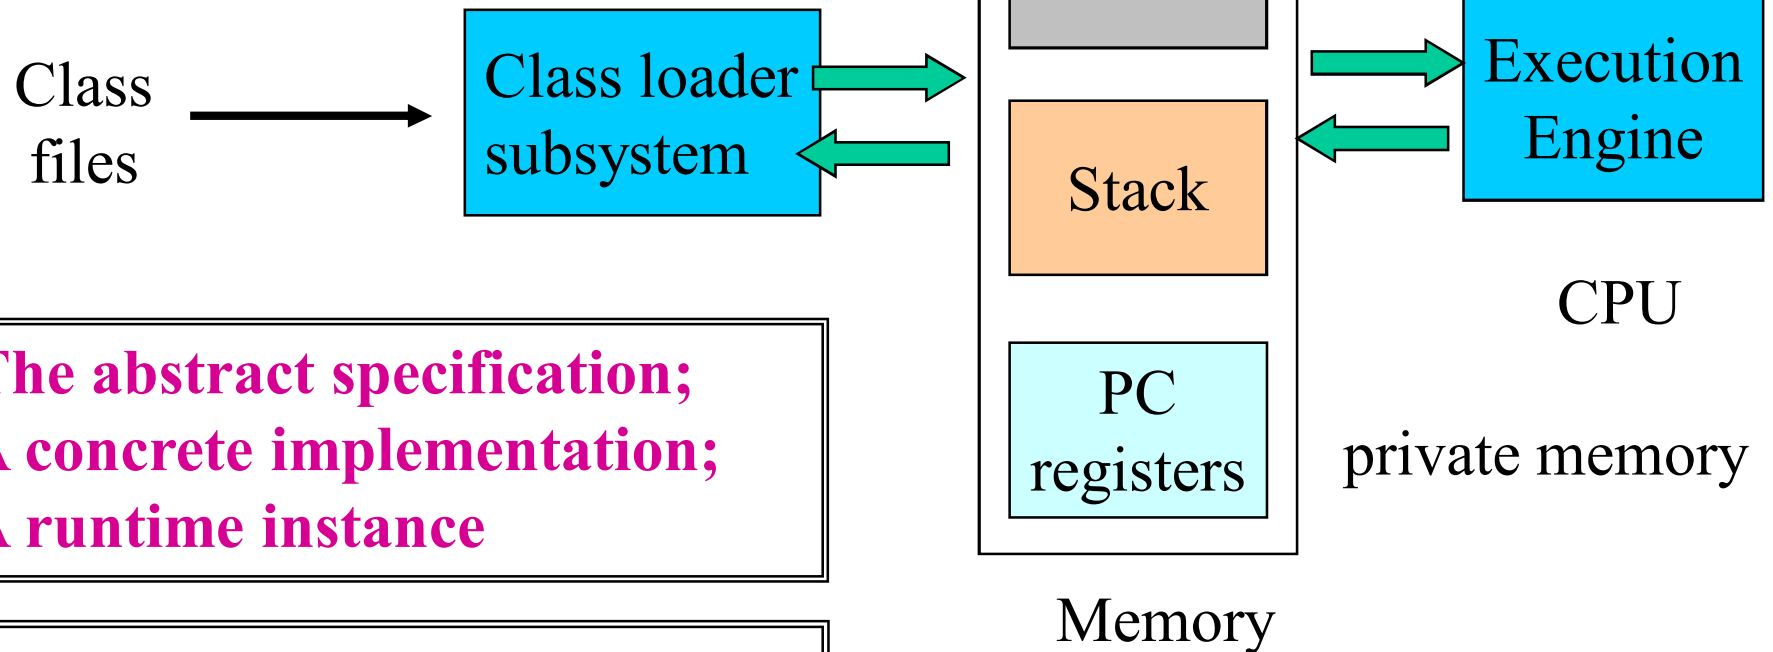 Class
files
Class loader
subsystem
Stack
PC
registers
Memory
Execution
Engine
CPU
private memory
The abstract specification;
A concrete implementation;
A runtime instance